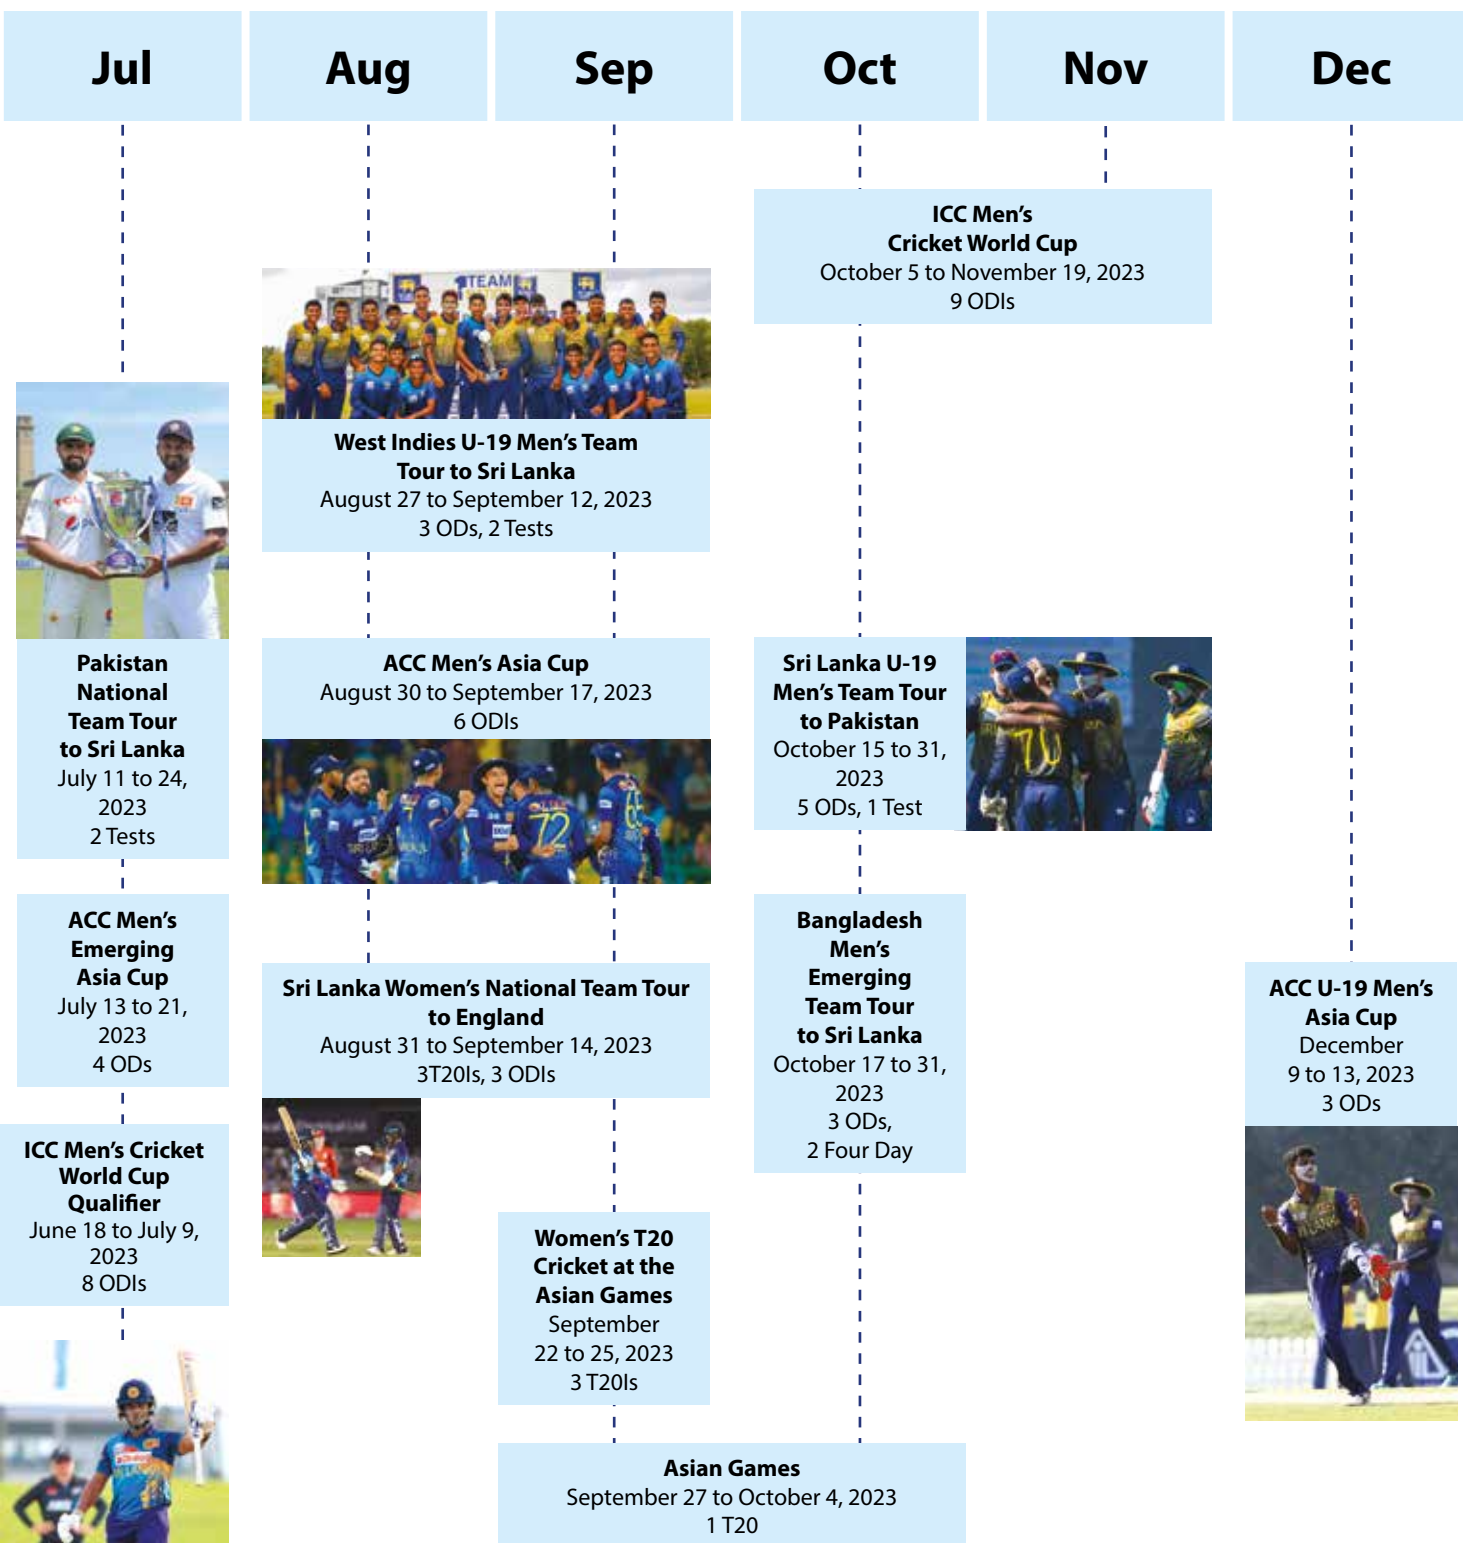 Jul
Aug
Sep
Oct
Nov
Dec
ICC Men's
Cricket World Cup
October 5 to November 19, 2023
9 ODIs
1TEAM
West Indies U-19 Men's Team
Tour to Sri Lanka
August 27 to September 12, 2023
3 ODs, 2 Tests
Pakistan
National
Team Tour
to Sri Lanka
July 11 to 24,
2023
2 Tests
ACC Men's Asia Cup
August 30 to September 17, 2023
6 ODIs
7
72
Sri Lanka U-19
Men's Team Tour
to Pakistan
October 15 to 31,
2023
5 ODs, 1 Test
70
ACC Men's
Emerging
Asia Cup
July 13 to 21,
2023
4 ODs
Sri Lanka Women's National Team Tour
to England
August 31 to September 14, 2023
3T20Is, 3 ODIs
Bangladesh
Men's
Emerging
Team Tour
to Sri Lanka
October 17 to 31,
2023
3 ODs,
2 Four Day
ACC U-19 Men's
Asia Cup
December
9 to 13, 2023
3 ODs
ICC Men's Cricket
World Cup
Qualifier
June 18 to July 9,
2023
8 ODIs
Women's T20
Cricket at the
Asian Games
September
22 to 25, 2023
3 T20Is
Asian Games
September 27 to October 4, 2023
1 T20